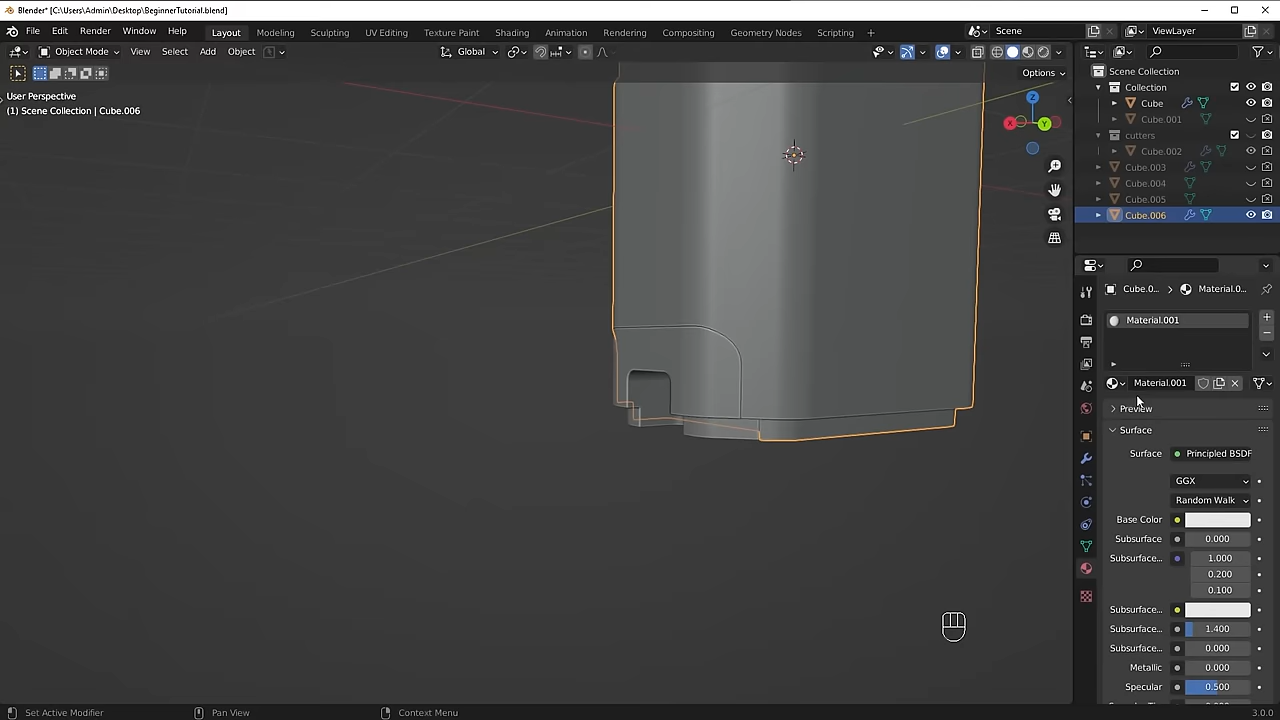 Blender* [C:\Users\Admin\Desktop\BeginnerTutorial.blend]
File Edit Render Window Help Layout Modeling Sculpting UV Editing Texture Paint Shading Animation Rendering Compositing Geometry Nodes Scripting + Scene ViewLayer
Object Mode View Select Add Object Global
Options
User Perspective
(1) Scene Collection | Cube.006
Z
X
Y
Scene Collection
Collection
Cube
Cube.001
cutters
Cube.002
Cube.003
Cube.004
Cube.005
Cube.006
Cube.0... > Material.0...
Material.001
Material.001
Preview
Surface
Surface Principled BSDF
GGX
Random Walk
Base Color
Subsurface 0.000
Subsurface... 1.000
0.200
0.100
Subsurface...
Subsurface... 1.400
Subsurface... 0.000
Metallic 0.000
Specular 0.500
Set Active Modifier Pan View Context Menu 3.0.0